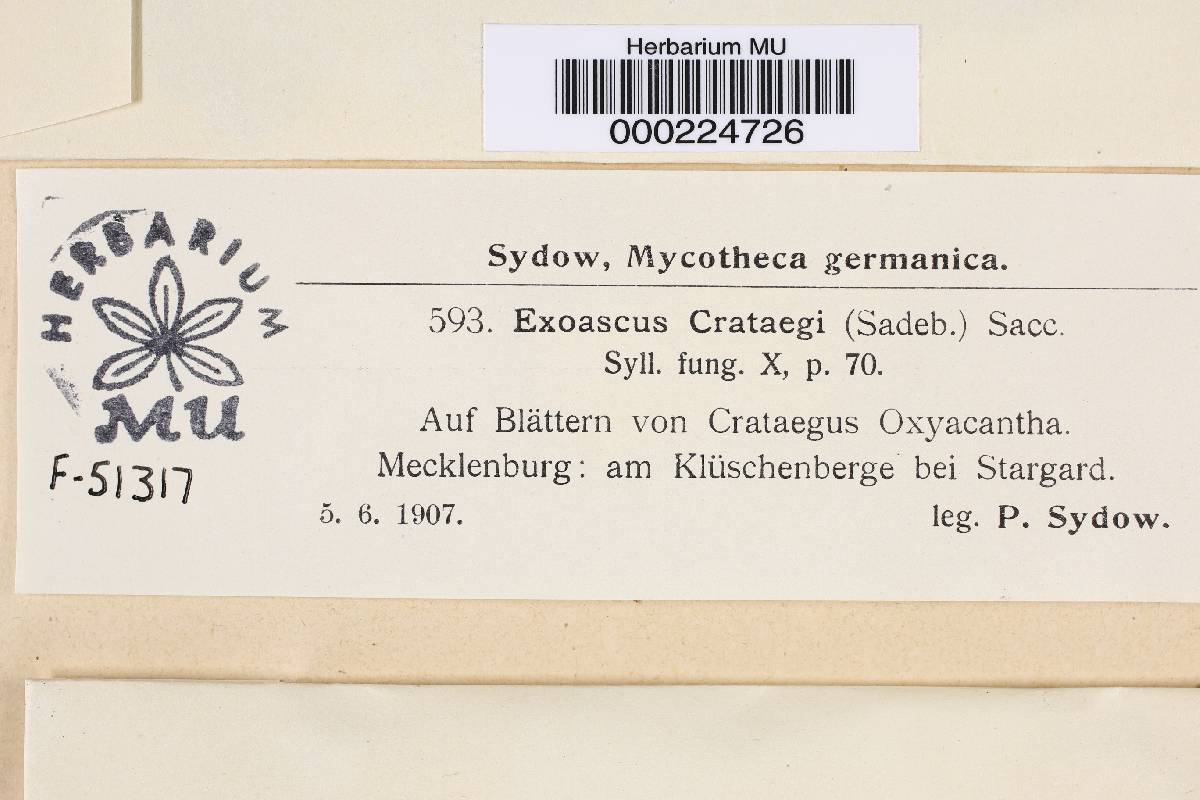 Herbarium MU
000224726
HERBARIUM
MU
F-51317
Sydow, Mycotheca germanica.
593. Exoascus Crataegi (Sadeb.) Sacc.
Syll. fung. X, p. 70.
Auf Blättern von Crataegus Oxyacantha.
Mecklenburg: am Klüschenberge bei Stargard.
5. 6. 1907. leg. P. Sydow.